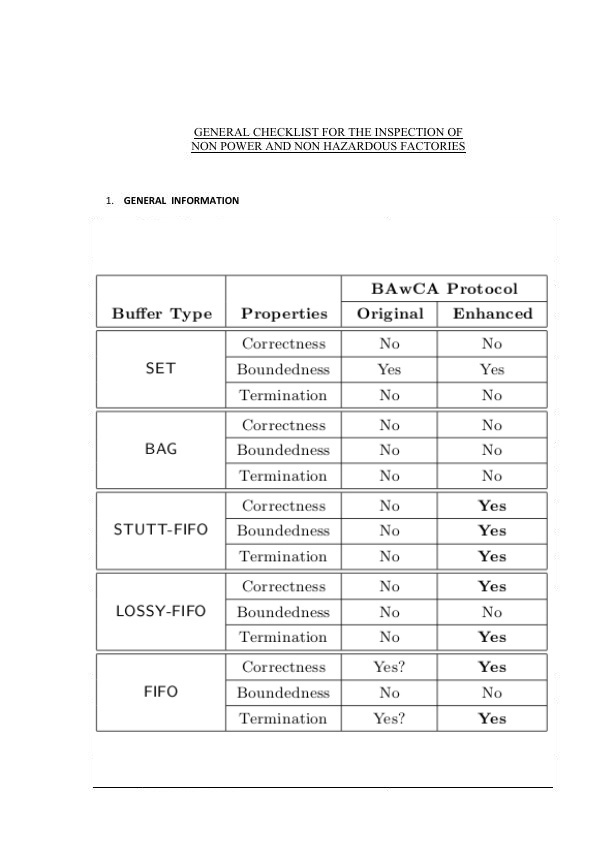 GENERAL CHECKLIST FOR THE INSPECTION OF
NON POWER AND NON HAZARDOUS FACTORIES
1. GENERAL INFORMATION
BAwCA Protocol
Buffer Type Properties Original Enhanced
Correctness No No
SET Boundedness Yes Yes
Termination No No
Correctness No No
BAG Boundedness No No
Termination No No
Correctness No Yes
STUTT-FIFO Boundedness No Yes
Termination No Yes
Correctness No Yes
LOSSY-FIFO Boundedness No No
Termination No Yes
Correctness Yes? Yes
FIFO Boundedness No No
Termination Yes? Yes